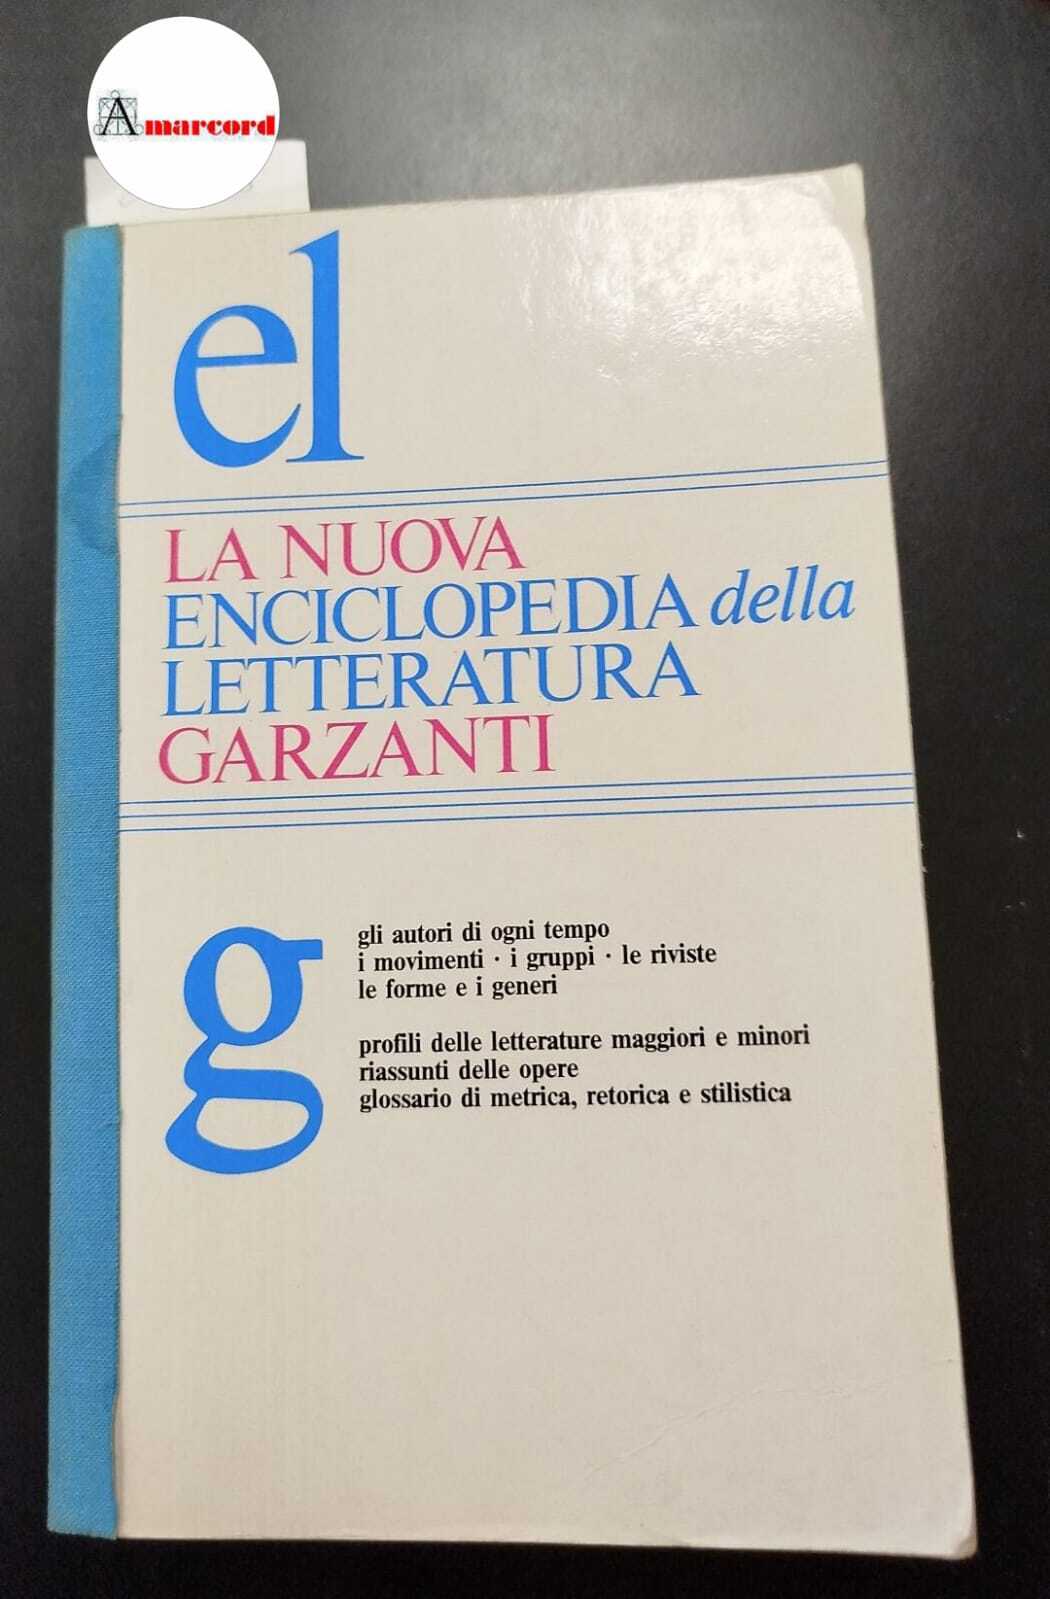 Amarcord
el
LA NUOVA
ENCICLOPEDIA della
LETTERATURA
GARZANTI
g
gli autori di ogni tempo
i movimenti · i gruppi · le riviste
le forme e i generi
profili delle letterature maggiori e minori
riassunti delle opere
glossario di metrica, retorica e stilistica